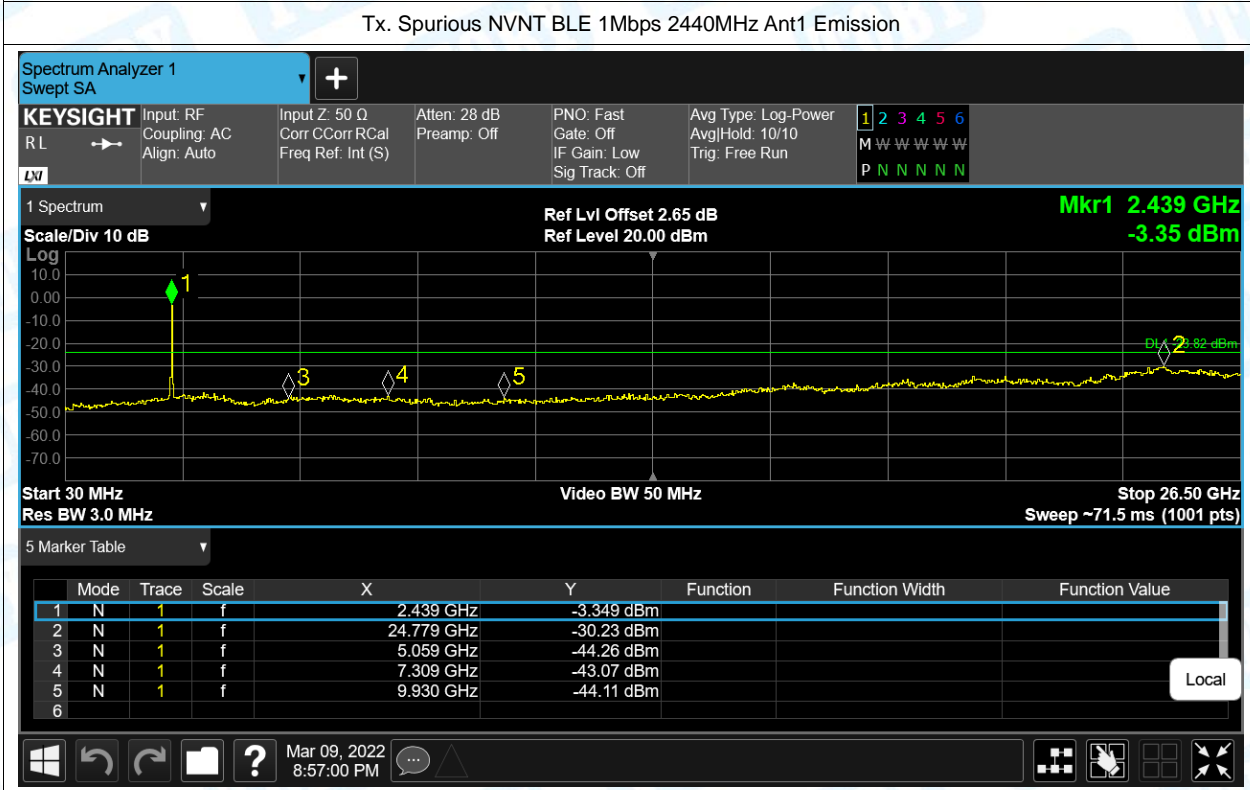 Tx. Spurious NVNT BLE 1Mbps 2440MHz Ant1 Emission
Spectrum Analyzer 1
Swept SA
+
KEYSIGHT
R L
LXI
Input: RF
Coupling: AC
Align: Auto
Input Z: 50 Ω
Corr CCorr RCal
Freq Ref: Int (S)
Atten: 28 dB
Preamp: Off
PNO: Fast
Gate: Off
IF Gain: Low
Sig Track: Off
Avg Type: Log-Power
Avg|Hold: 10/10
Trig: Free Run
1 2 3 4 5 6
M W W W W W
P N N N N N
1 Spectrum
Scale/Div 10 dB
Ref Lvl Offset 2.65 dB
Ref Level 20.00 dBm
Mkr1 2.439 GHz
-3.35 dBm
Log
10.0
0.00
-10.0
-20.0
-30.0
-40.0
-50.0
-60.0
-70.0
1
2
3
4
5
Start 30 MHz
Res BW 3.0 MHz
Video BW 50 MHz
Stop 26.50 GHz
Sweep ~71.5 ms (1001 pts)
5 Marker Table
Mode Trace Scale X Y Function Function Width Function Value
1 N 1 f 2.439 GHz -3.349 dBm
2 N 1 f 24.779 GHz -30.23 dBm
3 N 1 f 5.059 GHz -44.26 dBm
4 N 1 f 7.309 GHz -43.07 dBm
5 N 1 f 9.930 GHz -44.11 dBm
6
Local
?
Mar 09, 2022
8:57:00 PM